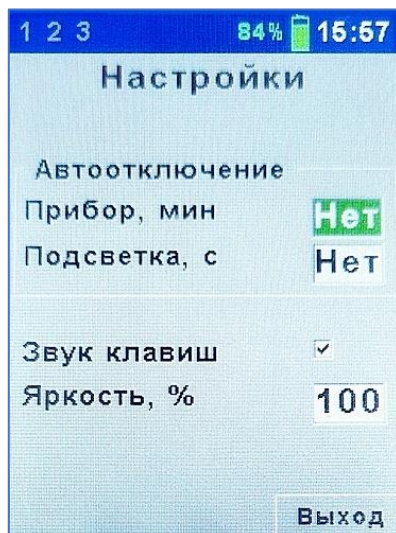 1 2 3 84% 15:57
Настройки
Автоотключение
Прибор, мин Нет
Подсветка, с Нет
Звук клавиш
Яркость, % 100
Выход